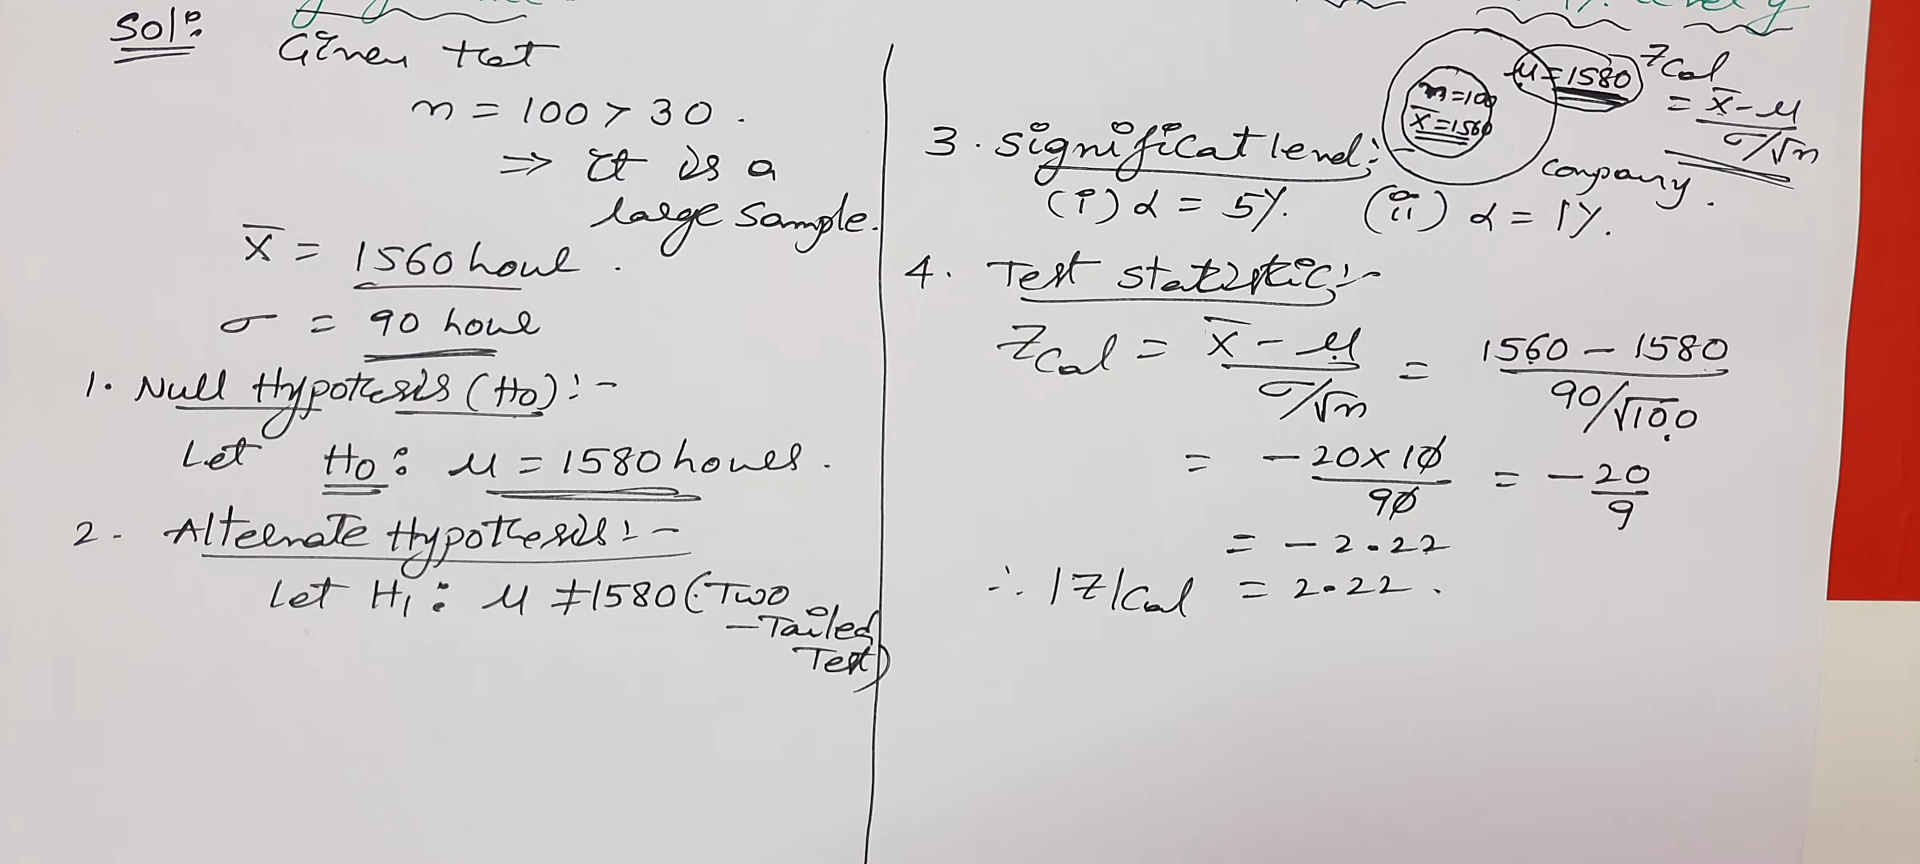 Sol:
Given that
n = 100 > 30 .
⇒ it is a
large sample.
x̄ = 1560 hour .
σ = 90 hour
1. Null Hypothesis (H0) :-
Let H0 : μ = 1580 houes .
2 - Alternate Hypothesis :-
Let H1 : μ ≠ 1580 (Two
-Tailed
Test)
n=100
x̄=1560
μ=1580
company.
Zcal
= x̄-μ / σ/√n
3. significat level:-
(i) α = 5%. (ii) α = 1%.
4. Test statistic:-
Zcal = x̄ - μ / σ/√n = 1560 - 1580 / 90/√100
= -20×10 / 90 = -20/9
= -2.22
∴ |Z|cal = 2.22 .